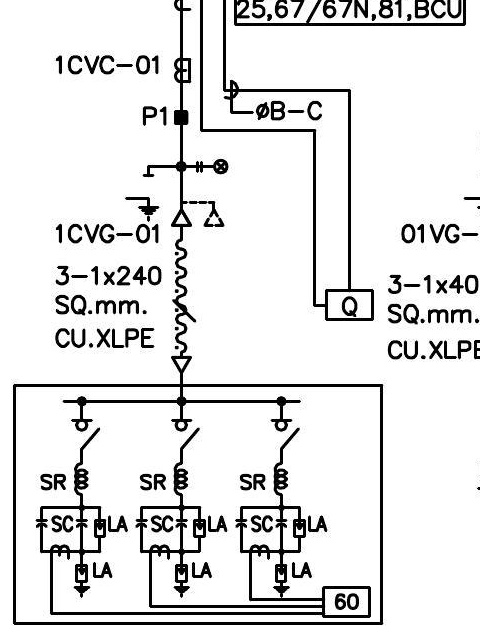 25,67/67N,81,BCU
1CVC-01
P1
øB-C
1CVG-01
01VG-
3-1x240
SQ.mm.
CU.XLPE
Q
3-1x40
SQ.mm.
CU.XLPE
SR SR SR
SC LA SC LA SC LA
LA LA LA
60